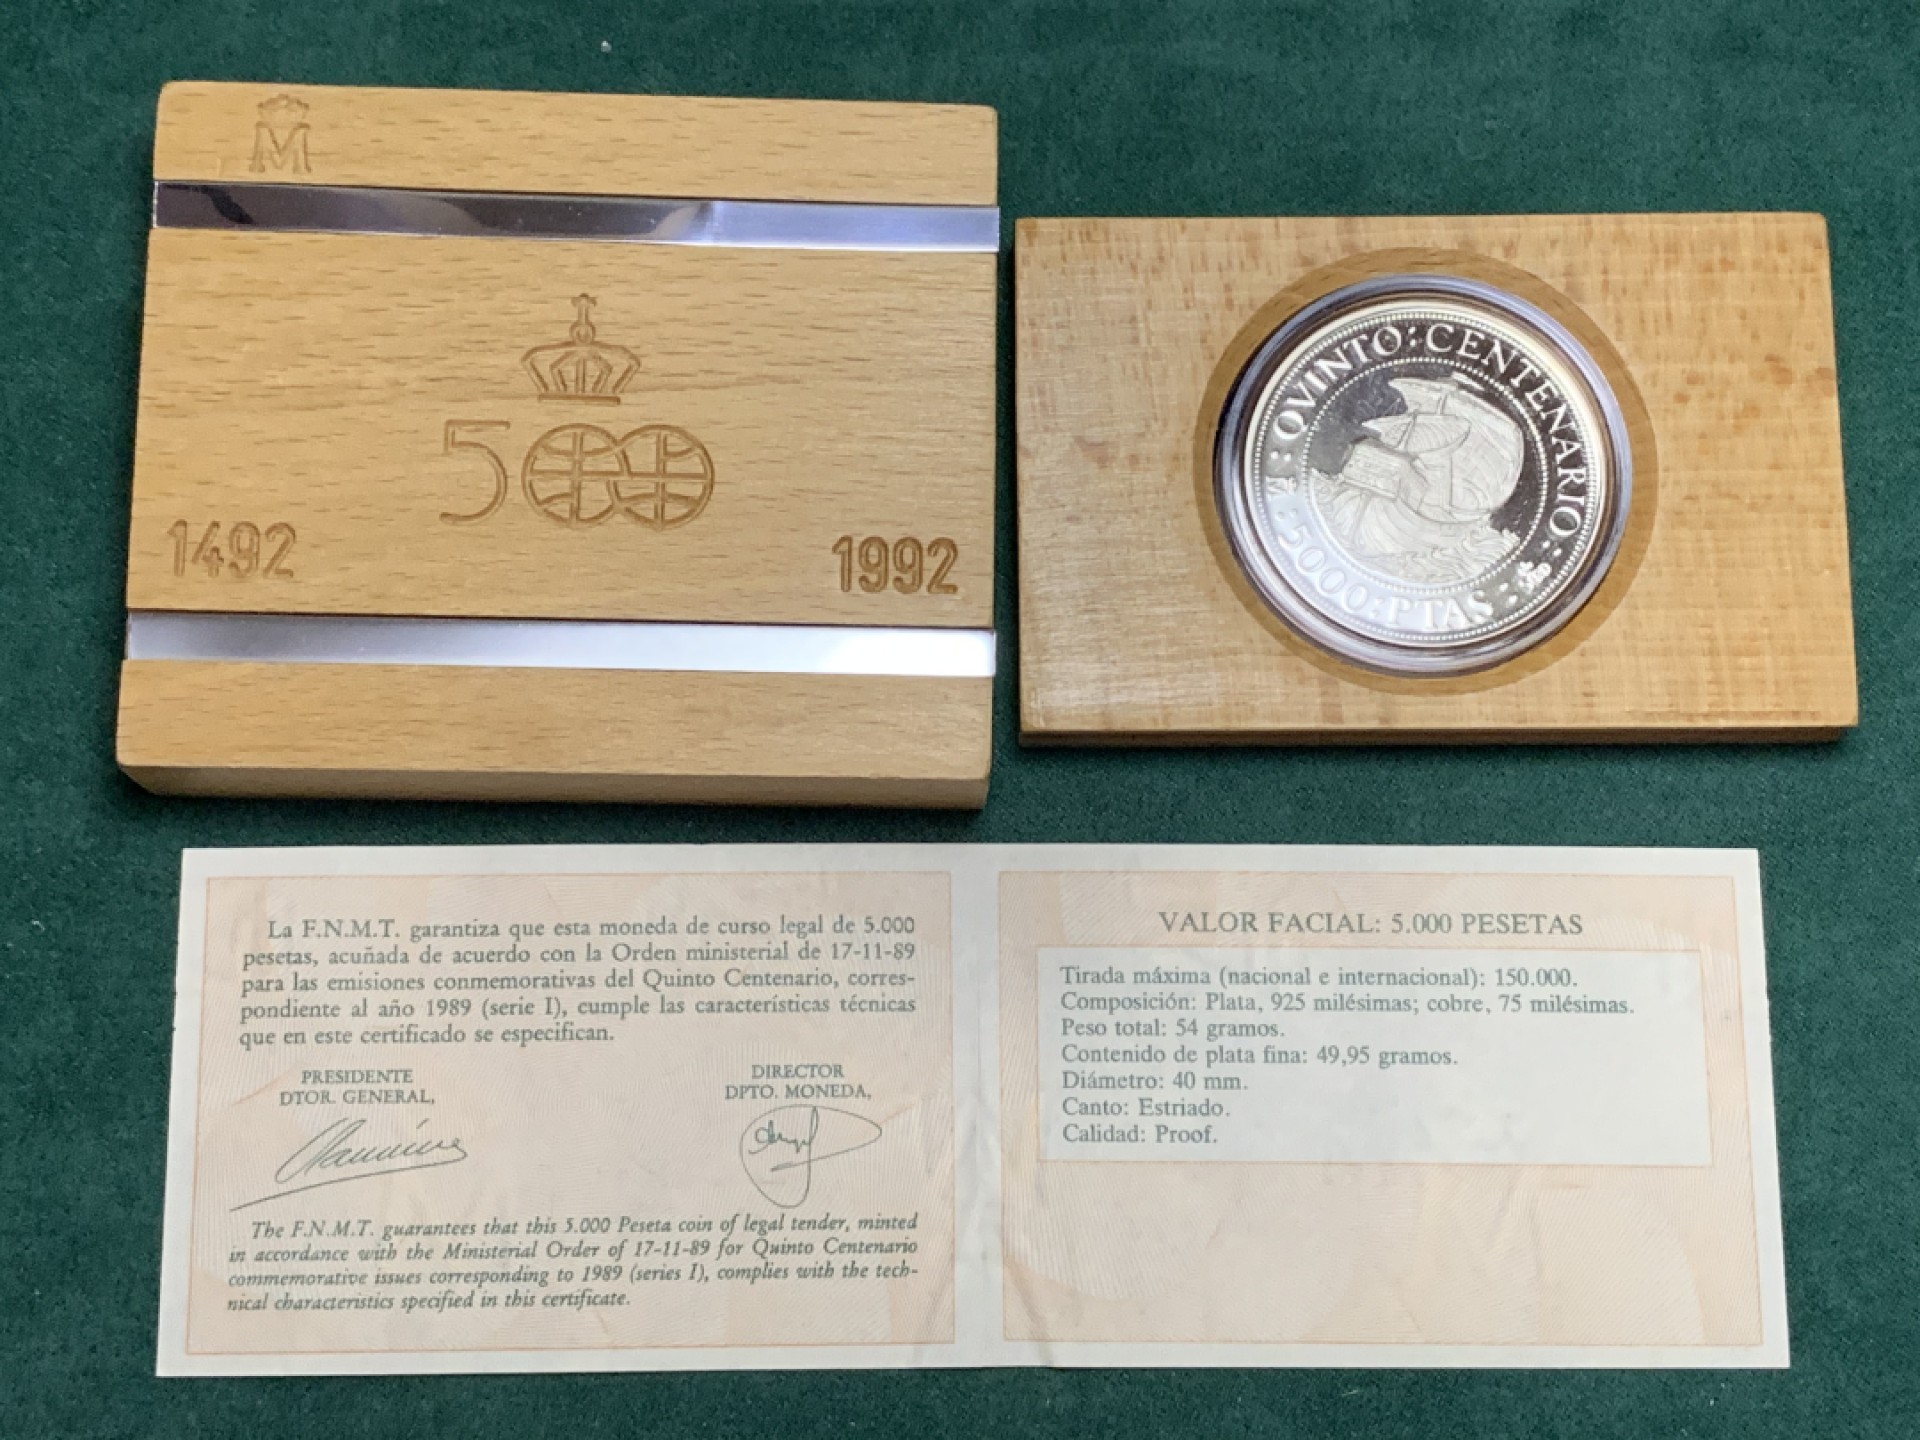 M
500
1492
1992
OVINTO:CENTENARIO:
:5000:PTAS:
La F.N.M.T. garantiza que esta moneda de curso legal de 5.000
pesetas, acuñada de acuerdo con la Orden ministerial de 17-11-89
para las emisiones conmemorativas del Quinto Centenario, corres-
pondiente al año 1989 (serie I), cumple las características técnicas
que en este certificado se especifican.
PRESIDENTE
DTOR. GENERAL,
DIRECTOR
DPTO. MONEDA,
The F.N.M.T. guarantees that this 5.000 Peseta coin of legal tender, minted
in accordance with the Ministerial Order of 17-11-89 for Quinto Centenario
commemorative issues corresponding to 1989 (series I), complies with the tech-
nical characteristics specified in this certificate.
VALOR FACIAL: 5.000 PESETAS
Tirada máxima (nacional e internacional): 150.000.
Composición: Plata, 925 milésimas; cobre, 75 milésimas.
Peso total: 54 gramos.
Contenido de plata fina: 49,95 gramos.
Diámetro: 40 mm.
Canto: Estriado.
Calidad: Proof.